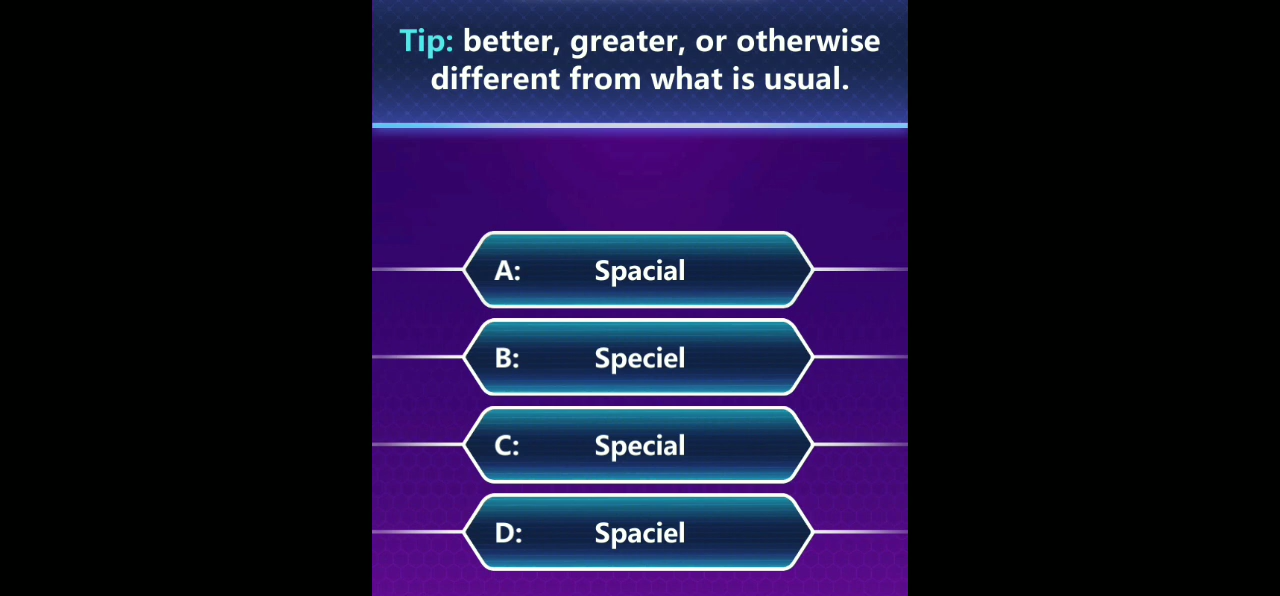 Tip: better, greater, or otherwise
different from what is usual.
A: Spacial
B: Speciel
C: Special
D: Spaciel